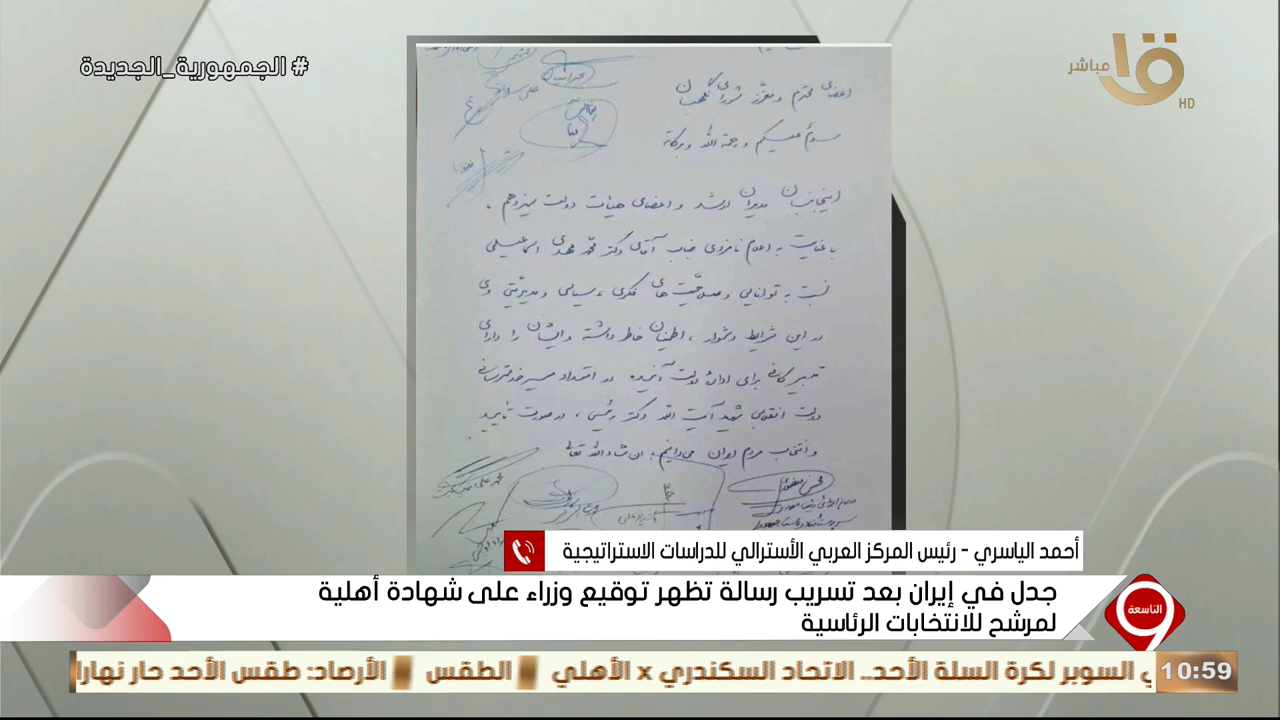 # الجمهورية_الجديدة
مباشر
HD
اعضای محترم و معزز شورای نگهبان
سلام علیکم و رحمة الله و برکاته
اینجانبان مدیران ارشد و اعضای هیات دولت سیزدهم،
با عنایت به اعلام نامزدی جناب آقای دکتر محمد مهدی اسماعیلی
نسبت به توانایی و صلاحیت های فکری، سیاسی و مدیریتی وی
در این شرایط دشوار، اطمینان خاطر داشته و ایشان را دارای
برای اداره دولت آینده در امتداد مسیر خدمترسانی
دولت انقلابی شهید آیت الله دکتر رئیسی، در صورت تأیید
و انتخاب مردم ایران می‌دانیم. ان شاء الله تعالی
أحمد الياسري - رئيس المركز العربي الأسترالي للدراسات الاستراتيجية
جدل في إيران بعد تسريب رسالة تظهر توقيع وزراء على شهادة أهلية
لمرشح للانتخابات الرئاسية
التاسعة
9
10:59
ي السوبر لكرة السلة الأحد.. الاتحاد السكندري x الأهلي الطقس الأرصاد: طقس الأحد حار نهارا